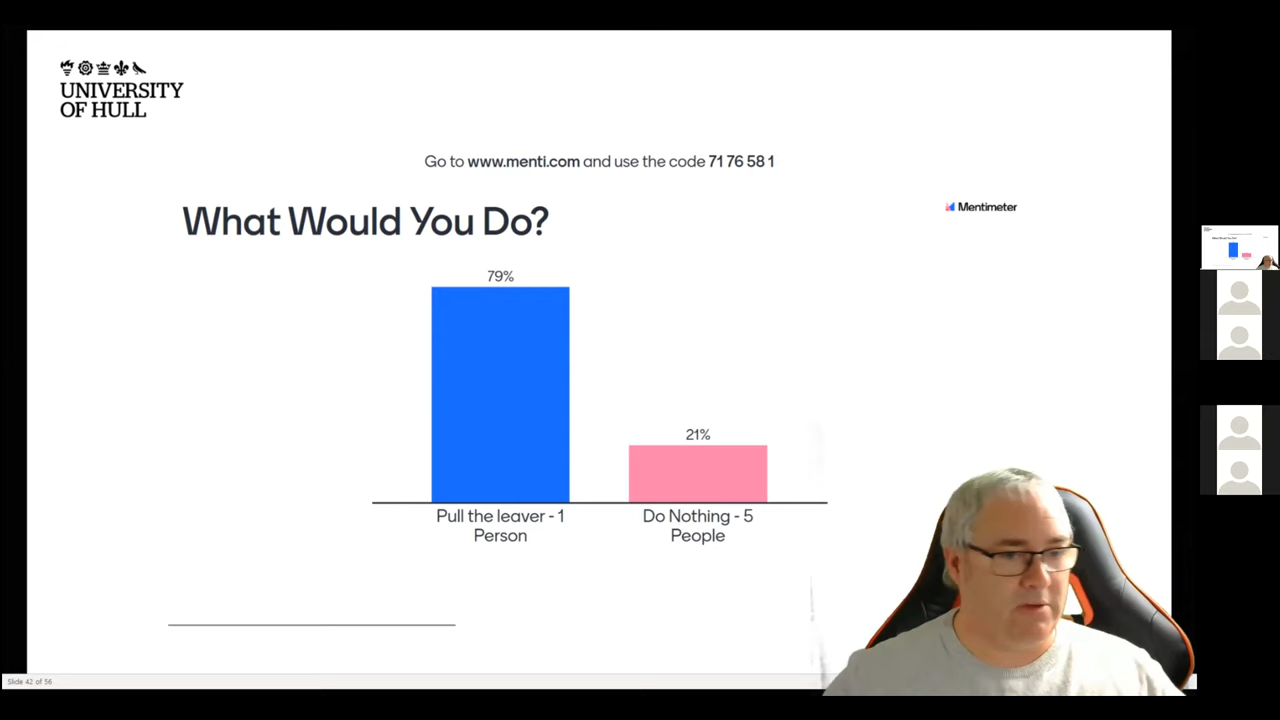 UNIVERSITY
OF HULL
Go to www.menti.com and use the code 71 76 58 1
What Would You Do?
Mentimeter
79%
21%
Pull the leaver - 1
Person
Do Nothing - 5
People
Slide 42 of 56